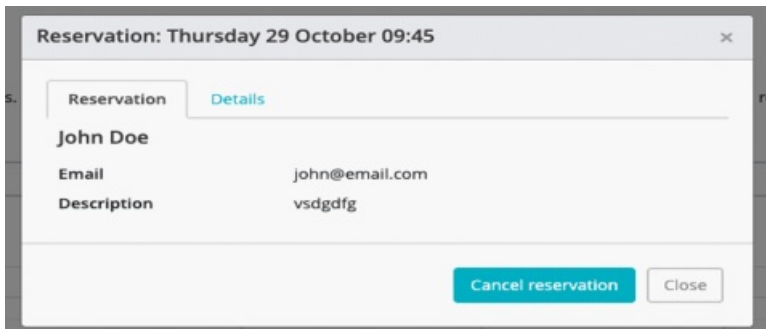 Reservation: Thursday 29 October 09:45 ×
s.
Reservation Details
John Doe
Email john@email.com
Description vsdgdfg
Cancel reservation Close